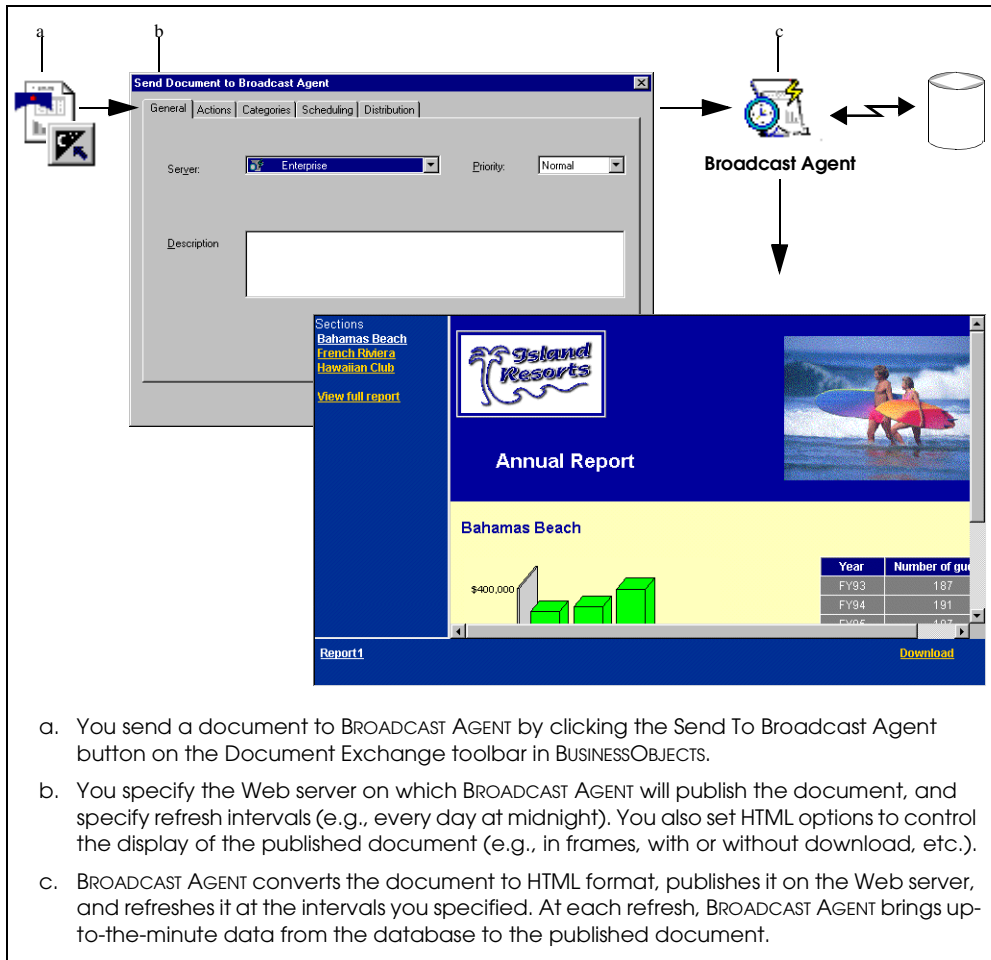 a
b
c
Send Document to Broadcast Agent
General
Actions
Categories
Scheduling
Distribution
Server:
Enterprise
Priority:
Normal
Description
Broadcast Agent
Sections
Bahamas Beach
French Riviera
Hawaiian Club
View full report
Island
Resorts
Annual Report
Bahamas Beach
$400,000
Year Number of gue
FY93 187
FY94 191
Report1
Download
a. You send a document to BROADCAST AGENT by clicking the Send To Broadcast Agent
button on the Document Exchange toolbar in BUSINESSOBJECTS.
b. You specify the Web server on which BROADCAST AGENT will publish the document, and
specify refresh intervals (e.g., every day at midnight). You also set HTML options to control
the display of the published document (e.g., in frames, with or without download, etc.).
c. BROADCAST AGENT converts the document to HTML format, publishes it on the Web server,
and refreshes it at the intervals you specified. At each refresh, BROADCAST AGENT brings up-
to-the-minute data from the database to the published document.